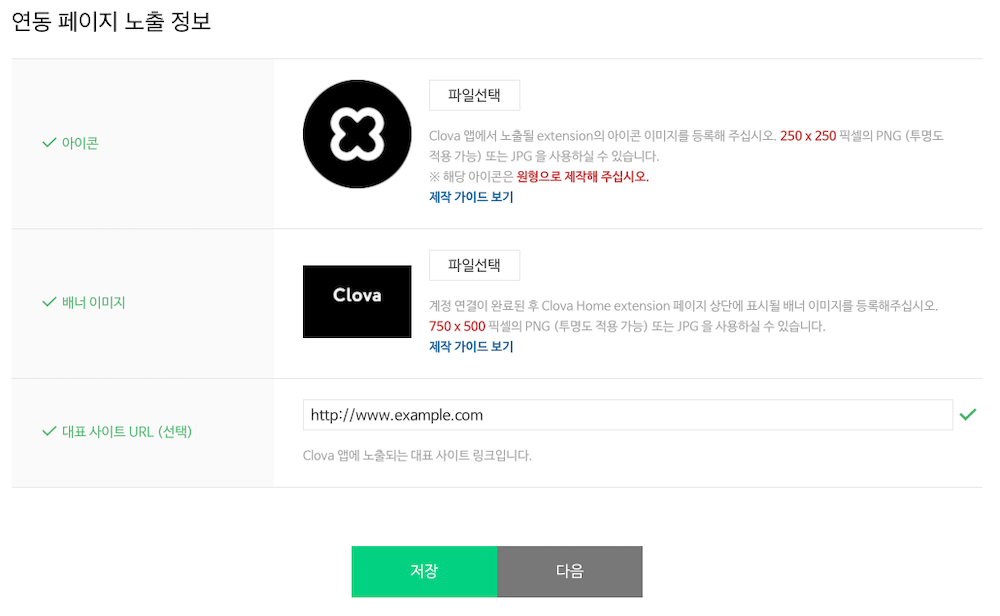 연동 페이지 노출 정보
아이콘
파일선택
Clova 앱에서 노출될 extension의 아이콘 이미지를 등록해 주십시오. 250 x 250 픽셀의 PNG (투명도
적용 가능) 또는 JPG 을 사용하실 수 있습니다.
※ 해당 아이콘은 원형으로 제작해 주십시오.
제작 가이드 보기
배너 이미지
Clova
파일선택
계정 연결이 완료된 후 Clova Home extension 페이지 상단에 표시될 배너 이미지를 등록해주십시오.
750 x 500 픽셀의 PNG (투명도 적용 가능) 또는 JPG 을 사용하실 수 있습니다.
제작 가이드 보기
대표 사이트 URL (선택)
http://www.example.com
Clova 앱에 노출되는 대표 사이트 링크입니다.
저장
다음